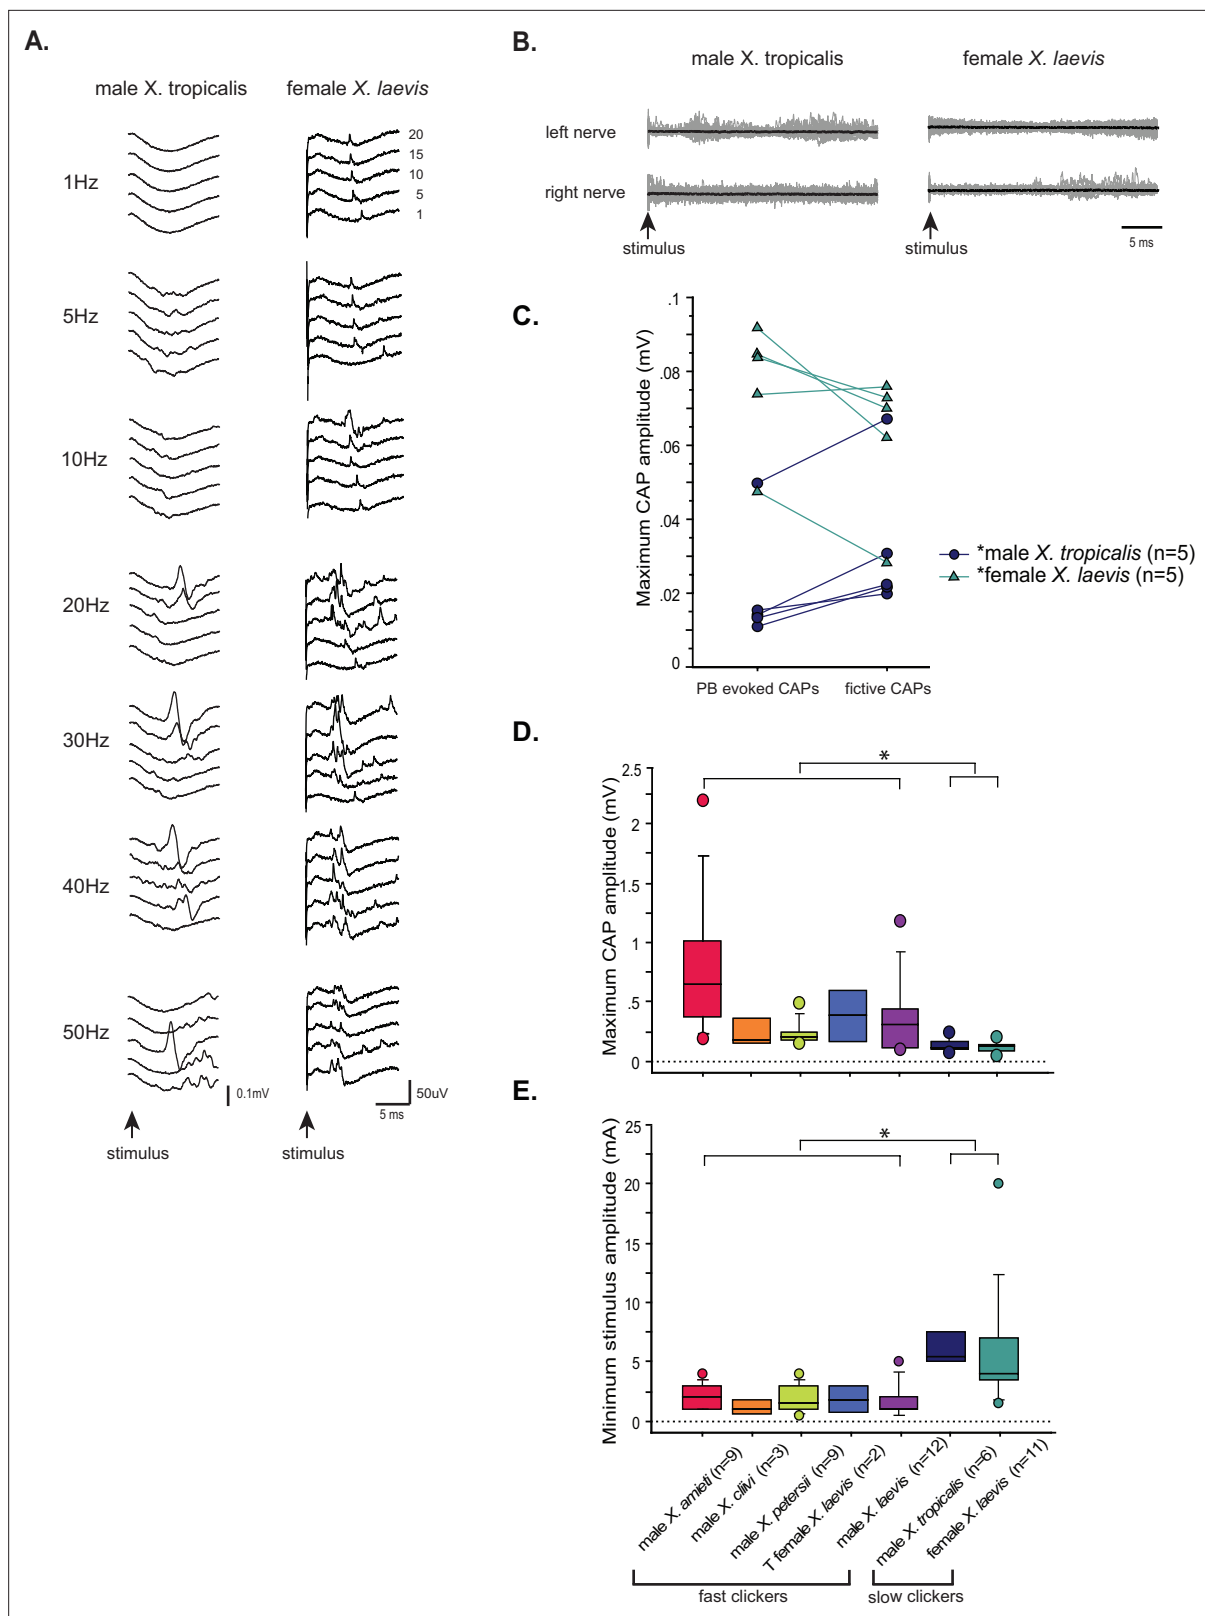 A.
male X. tropicalis
female X. laevis
1Hz
20
15
10
5
1
5Hz
10Hz
20Hz
30Hz
40Hz
50Hz
0.1mV
50uV
5 ms
stimulus
stimulus
B.
male X. tropicalis
female X. laevis
left nerve
right nerve
stimulus
stimulus
5 ms
C.
Maximum CAP amplitude (mV)
.1
.08
.06
.04
.02
0
PB evoked CAPs
fictive CAPs
*male X. tropicalis (n=5)
*female X. laevis (n=5)
D.
Maximum CAP amplitude (mV)
2.5
2
1.5
1
.5
0
*
E.
Minimum stimulus amplitude (mA)
25
20
15
10
5
0
*
male X. amieti (n=9)
male X. cliivi (n=3)
male X. petersii (n=9)
T female X. laevis (n=2)
male X. laevis (n=12)
male X. tropicalis (n=6)
female X. laevis (n=11)
fast clickers
slow clickers